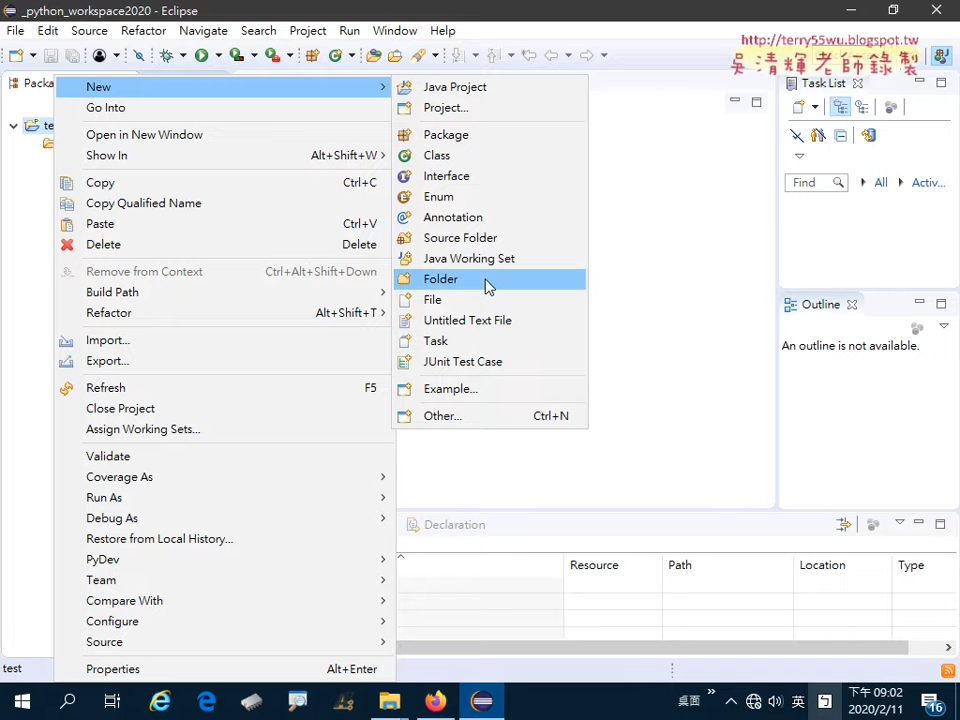 _python_workspace2020 - Eclipse
File Edit Source Refactor Navigate Search Project Run Window Help
http://terry55wu.blogspot.tw
吳清輝老師錄製
Packa
te
New
Go Into
Open in New Window
Show In Alt+Shift+W
Copy Ctrl+C
Copy Qualified Name
Paste Ctrl+V
Delete Delete
Remove from Context Ctrl+Alt+Shift+Down
Build Path
Refactor Alt+Shift+T
Import...
Export...
Refresh F5
Close Project
Assign Working Sets...
Validate
Coverage As
Run As
Debug As
Restore from Local History...
PyDev
Team
Compare With
Configure
Source
Properties Alt+Enter
Java Project
Project...
Package
Class
Interface
Enum
Annotation
Source Folder
Java Working Set
Folder
File
Untitled Text File
Task
JUnit Test Case
Example...
Other... Ctrl+N
Task List
Find All Activ...
Outline
An outline is not available.
Declaration
Resource Path Location Type
test
桌面 英 下午 09:02
2020/2/11
16